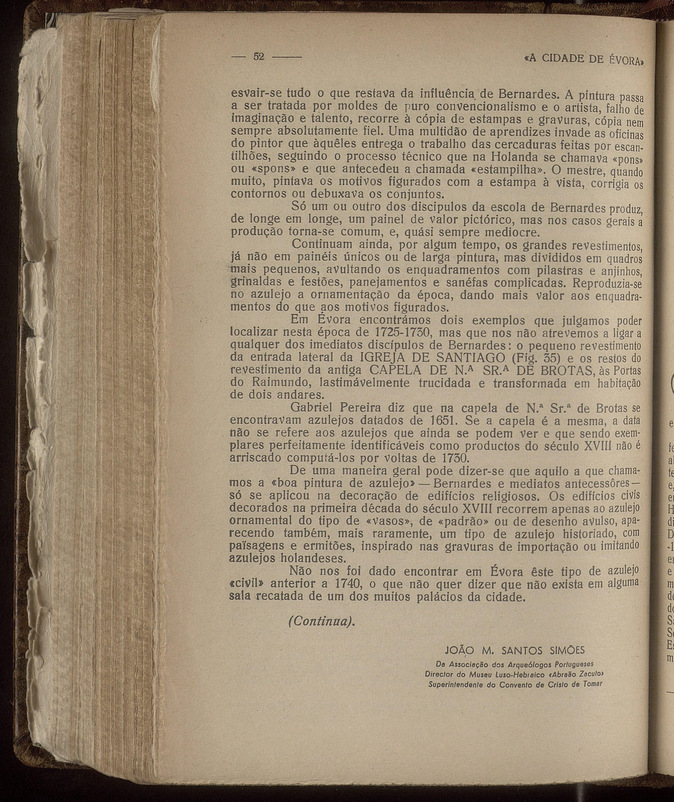 — 52 —
«A CIDADE DE ÉVORA»
esvair-se tudo o que restava da influência de Bernardes. A pintura passa
a ser tratada por moldes de puro convencionalismo e o artista, falho de
imaginação e talento, recorre à cópia de estampas e gravuras, cópia nem
sempre absolutamente fiel. Uma multidão de aprendizes invade as oficinas
do pintor que àquêles entrega o trabalho das cercaduras feitas por escan-
tilhões, seguindo o processo técnico que na Holanda se chamava «pons»
ou «spons» e que antecedeu a chamada «estampilha». O mestre, quando
muito, pintava os motivos figurados com a estampa à vista, corrigia os
contornos ou debuxava os conjuntos.
Só um ou outro dos discipulos da escola de Bernardes produz,
de longe em longe, um painel de valor pictórico, mas nos casos gerais a
produção torna-se comum, e, quási sempre mediocre.
Continuam ainda, por algum tempo, os grandes revestimentos,
já não em painéis únicos ou de larga pintura, mas divididos em quadros
mais pequenos, avultando os enquadramentos com pilastras e anjinhos,
grinaldas e festões, panejamentos e sanéfas complicadas. Reproduzia-se
no azulejo a ornamentação da época, dando mais valor aos enquadra-
mentos do que aos motivos figurados.
Em Évora encontrámos dois exemplos que julgamos poder
localizar nesta época de 1725-1730, mas que nos não atrevemos a ligar a
qualquer dos imediatos discípulos de Bernardes: o pequeno revestimento
da entrada lateral da IGREJA DE SANTIAGO (Fig. 35) e os restos do
revestimento da antiga CAPELA DE N.ª SR.ª DE BROTAS, às Portas
do Raimundo, lastimávelmente trucidada e transformada em habitação
de dois andares.
Gabriel Pereira diz que na capela de N.ª Sr.ª de Brotas se
encontravam azulejos datados de 1651. Se a capela é a mesma, a data
não se refere aos azulejos que ainda se podem ver e que sendo exem-
plares perfeitamente identificáveis como productos do século XVIII não é
arriscado computá-los por voltas de 1730.
De uma maneira geral pode dizer-se que aquilo a que chama-
mos a «boa pintura de azulejo» — Bernardes e mediatos antecessôres —
só se aplicou na decoração de edifícios religiosos. Os edifícios civis
decorados na primeira década do século XVIII recorrem apenas ao azulejo
ornamental do tipo de «vasos», de «padrão» ou de desenho avulso, apa-
recendo também, mais raramente, um tipo de azulejo historiado, com
paísagens e ermitões, inspirado nas gravuras de importação ou imitando
azulejos holandeses.
Não nos foi dado encontrar em Évora êste tipo de azulejo
«civil» anterior a 1740, o que não quer dizer que não exista em alguma
sala recatada de um dos muitos palácios da cidade.
(Continua).
JOÃO M. SANTOS SIMÕES
Da Associação dos Arqueólogos Portugueses
Director do Museu Luso-Hebraico «Abraão Zacuto»
Superintendente do Convento de Cristo de Tomar